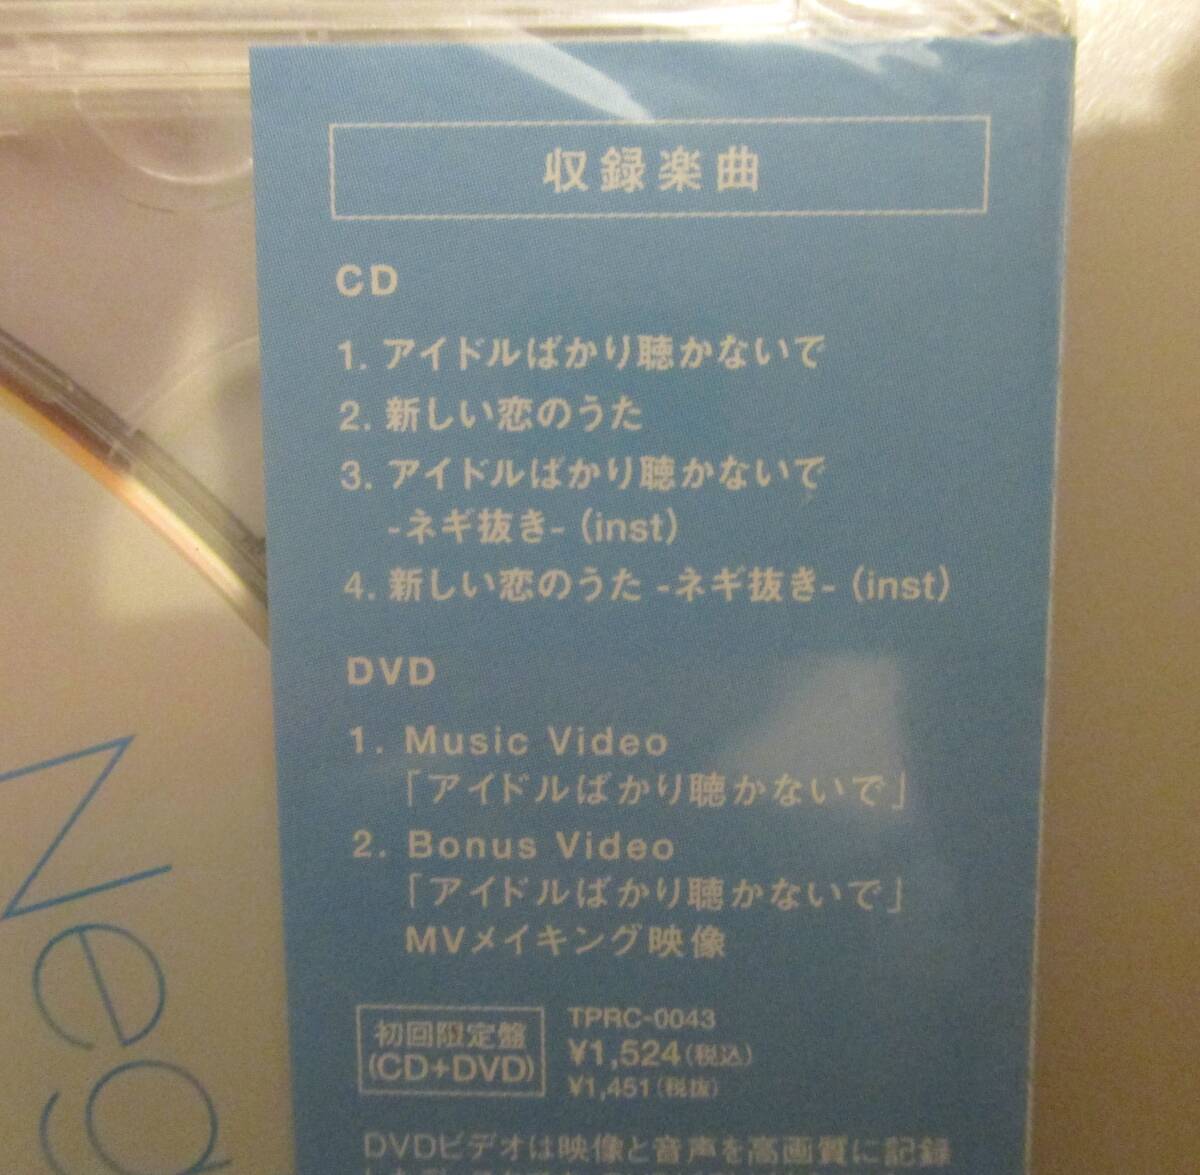 収録楽曲
CD
1. アイドルばかり聴かないで
2. 新しい恋のうた
3. アイドルばかり聴かないで
-ネギ抜き- (inst)
4. 新しい恋のうた -ネギ抜き- (inst)
DVD
1. Music Video
「アイドルばかり聴かないで」
2. Bonus Video
「アイドルばかり聴かないで」
MVメイキング映像
初回限定盤
(CD+DVD)
TPRC-0043
¥1,524(税込)
¥1,451(税抜)
DVDビデオは映像と音声を高画質に記録
Neg